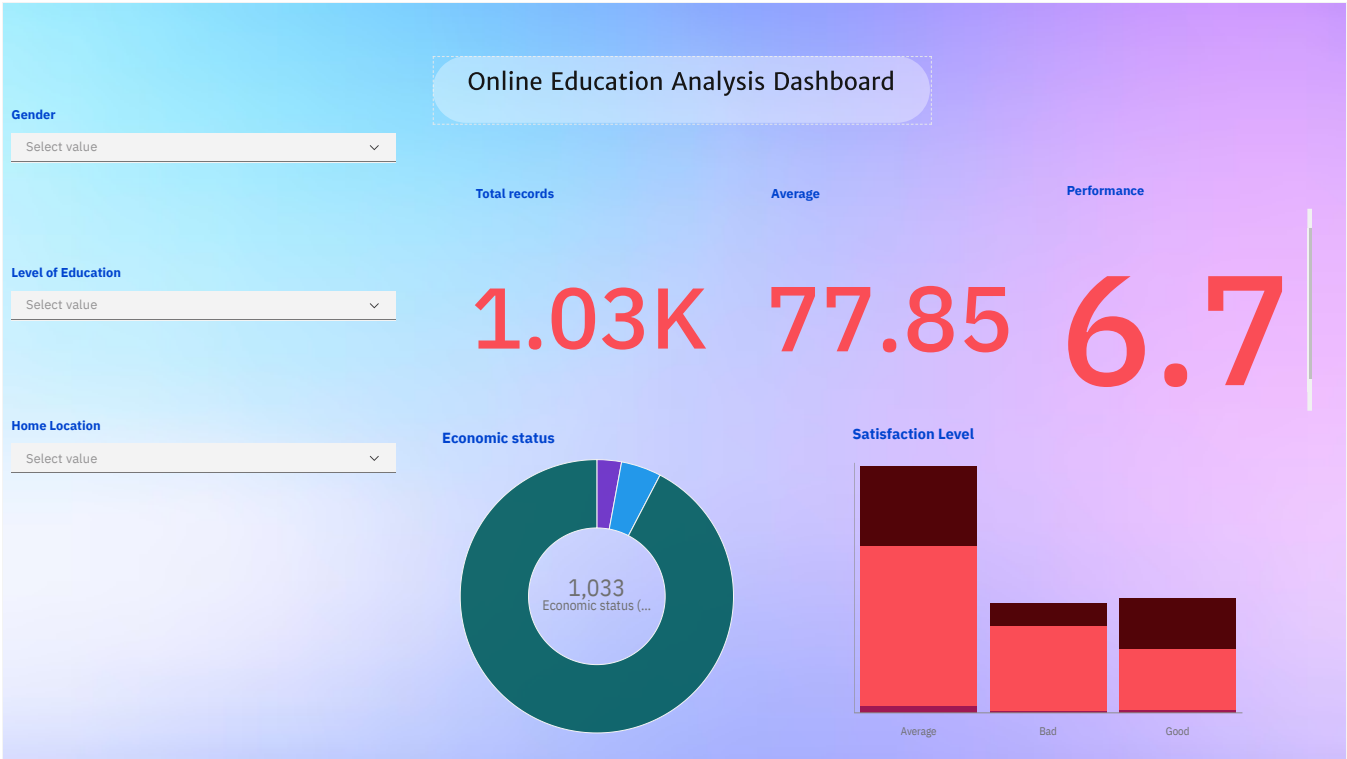 Online Education Analysis Dashboard
Gender
Select value
Level of Education
Select value
Home Location
Select value
Total records
1.03K
Average
77.85
Performance
6.7
Economic status
1,033
Economic status (...
Satisfaction Level
Average
Bad
Good